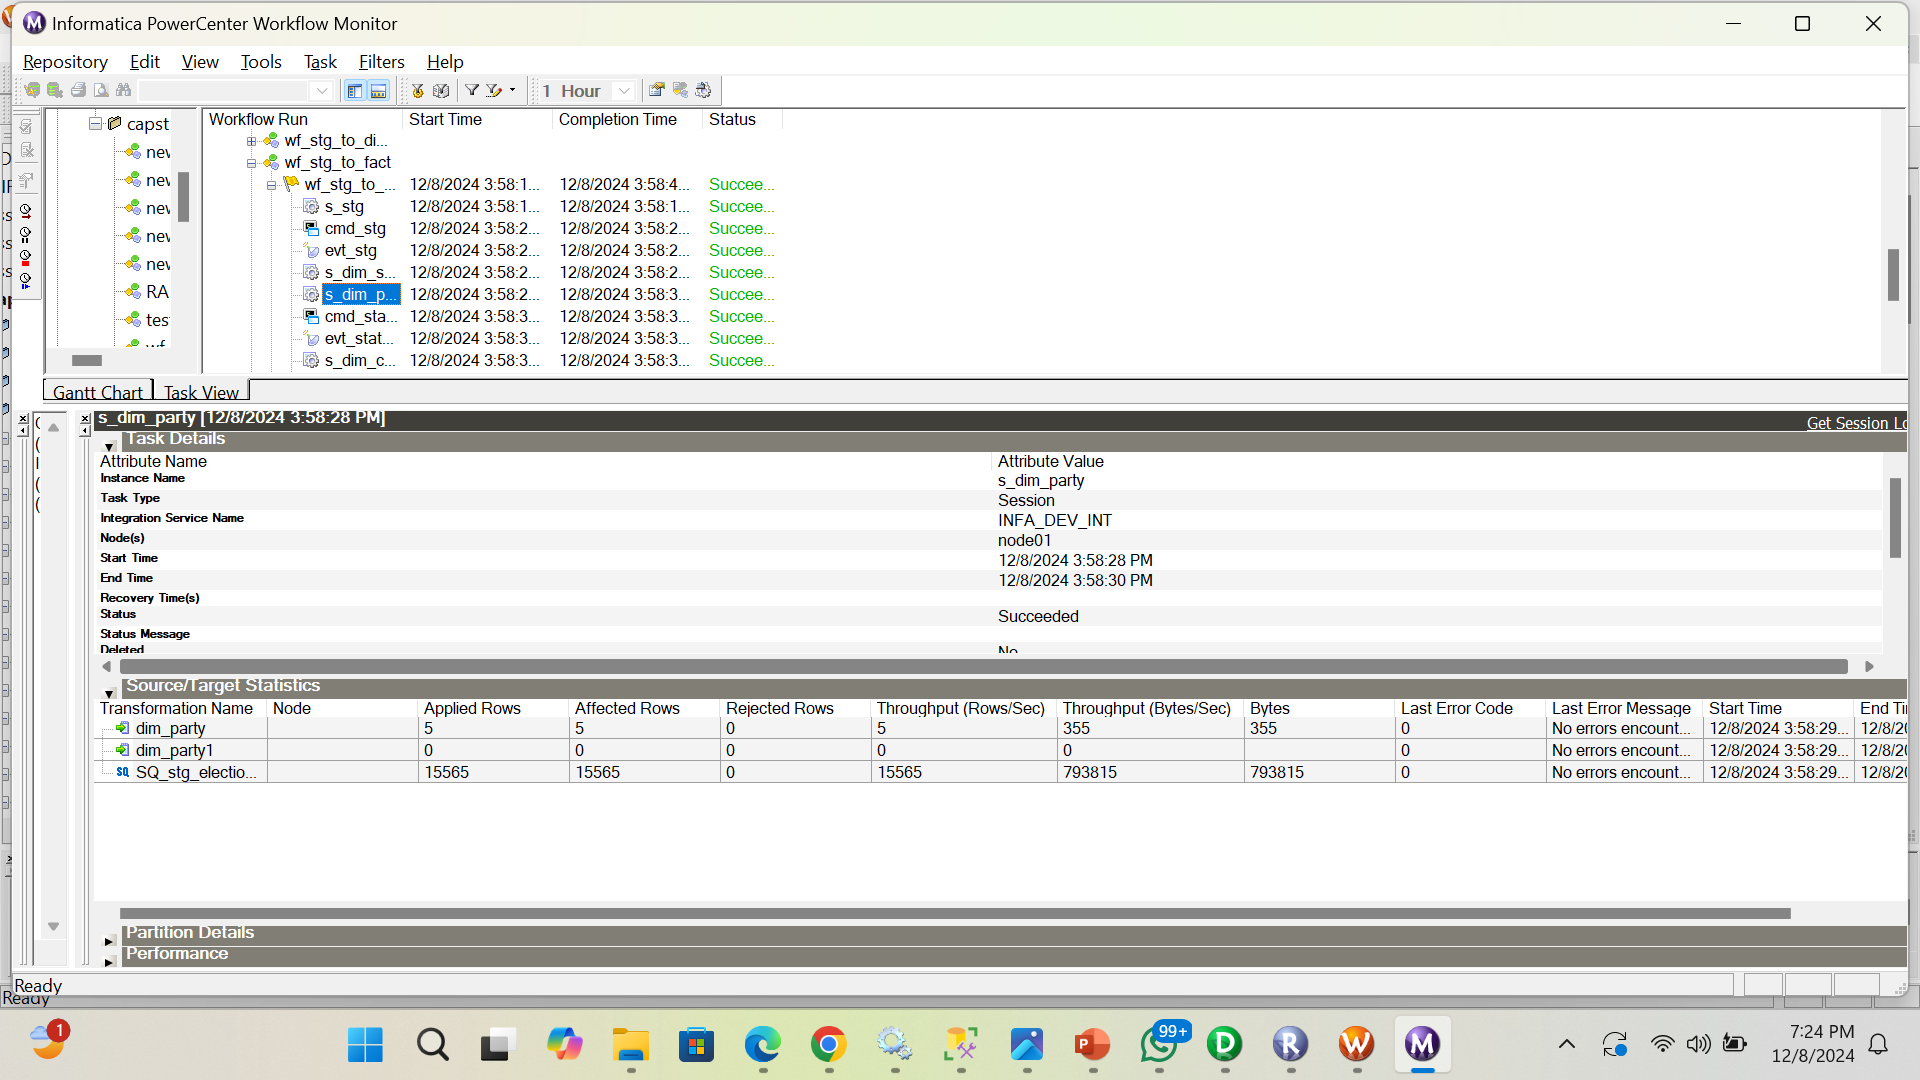 Informatica PowerCenter Workflow Monitor
Repository Edit View Tools Task Filters Help
1 Hour
capst
nev
nev
nev
nev
nev
RA
tes
wf
Workflow Run Start Time Completion Time Status
wf_stg_to_di...
wf_stg_to_fact
wf_stg_to_... 12/8/2024 3:58:1... 12/8/2024 3:58:4... Succee...
s_stg 12/8/2024 3:58:1... 12/8/2024 3:58:1... Succee...
cmd_stg 12/8/2024 3:58:2... 12/8/2024 3:58:2... Succee...
evt_stg 12/8/2024 3:58:2... 12/8/2024 3:58:2... Succee...
s_dim_s... 12/8/2024 3:58:2... 12/8/2024 3:58:2... Succee...
s_dim_p... 12/8/2024 3:58:2... 12/8/2024 3:58:3... Succee...
cmd_sta... 12/8/2024 3:58:3... 12/8/2024 3:58:3... Succee...
evt_stat... 12/8/2024 3:58:3... 12/8/2024 3:58:3... Succee...
s_dim_c... 12/8/2024 3:58:3... 12/8/2024 3:58:3... Succee...
Gantt Chart Task View
s_dim_party [12/8/2024 3:58:28 PM] Get Session Lo
Task Details
Attribute Name Attribute Value
Instance Name s_dim_party
Task Type Session
Integration Service Name INFA_DEV_INT
Node(s) node01
Start Time 12/8/2024 3:58:28 PM
End Time 12/8/2024 3:58:30 PM
Recovery Time(s)
Status Succeeded
Status Message
Deleted No
Source/Target Statistics
Transformation Name Node Applied Rows Affected Rows Rejected Rows Throughput (Rows/Sec) Throughput (Bytes/Sec) Bytes Last Error Code Last Error Message Start Time End Ti
dim_party 5 5 0 5 355 355 0 No errors encount... 12/8/2024 3:58:29... 12/8/20
dim_party1 0 0 0 0 0 0 No errors encount... 12/8/2024 3:58:29... 12/8/20
SQ SQ_stg_electio... 15565 15565 0 15565 793815 793815 0 No errors encount... 12/8/2024 3:58:29... 12/8/20
Partition Details
Performance
Ready
Ready
1
99+
7:24 PM
12/8/2024